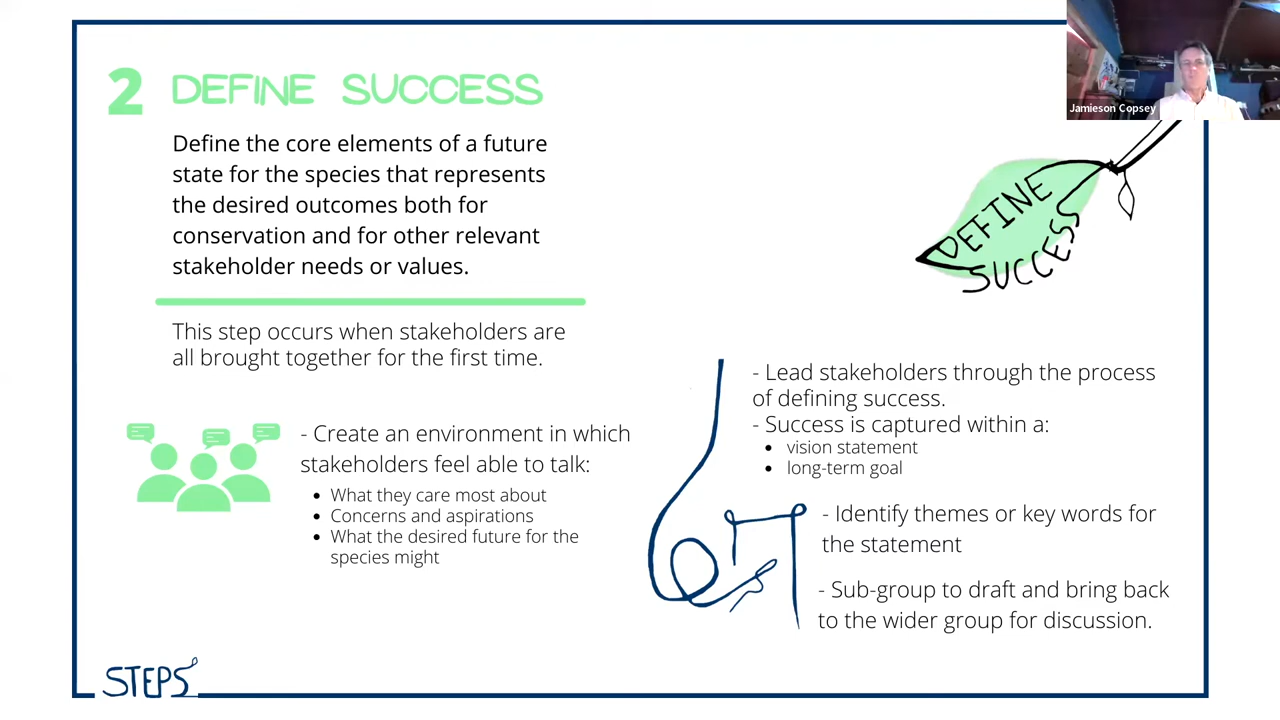 2 DEFINE SUCCESS
Define the core elements of a future
state for the species that represents
the desired outcomes both for
conservation and for other relevant
stakeholder needs or values.
This step occurs when stakeholders are
all brought together for the first time.
- Create an environment in which
stakeholders feel able to talk:
• What they care most about
• Concerns and aspirations
• What the desired future for the
species might
STEPS
Jamieson Copsey
DEFINE
SUCCESS
- Lead stakeholders through the process
of defining success.
- Success is captured within a:
• vision statement
• long-term goal
- Identify themes or key words for
the statement
- Sub-group to draft and bring back
to the wider group for discussion.